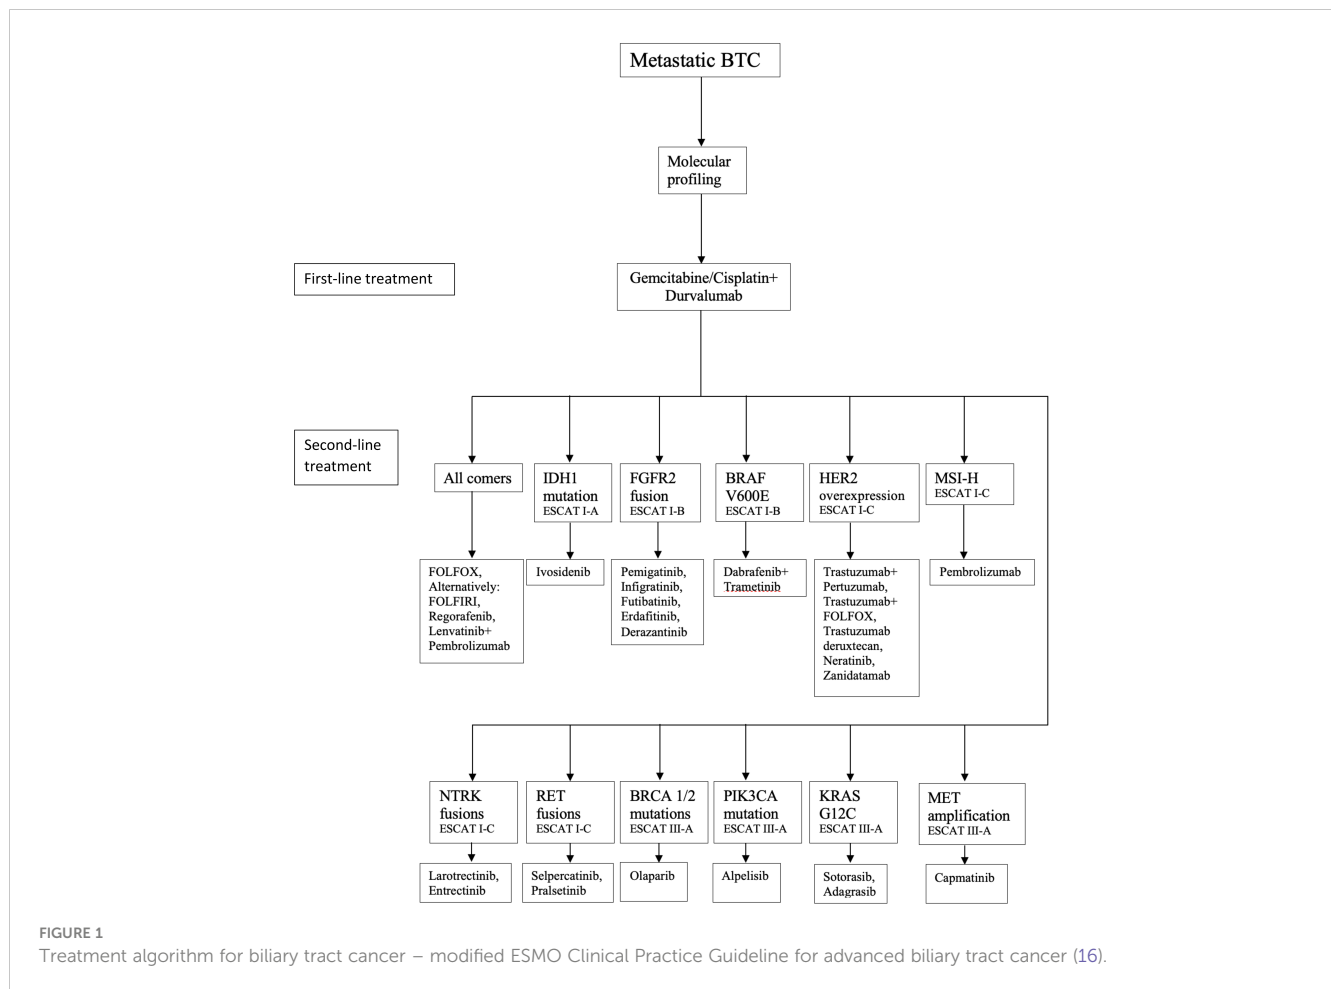 Metastatic BTC
Molecular
profiling
First-line treatment
Gemcitabine/Cisplatin+
Durvalumab
Second-line
treatment
All comers
IDH1
mutation
ESCAT I-A
FGFR2
fusion
ESCAT I-B
BRAF
V600E
ESCAT I-B
HER2
overexpression
ESCAT I-C
MSI-H
ESCAT I-C
FOLFOX,
Alternatively:
FOLFIRI,
Regorafenib,
Lenvatinib+
Pembrolizumab
Ivosidenib
Pemigatinib,
Infigratinib,
Futibatinib,
Erdafitinib,
Derazantinib
Dabrafenib+
Trametinib
Trastuzumab+
Pertuzumab,
Trastuzumab+
FOLFOX,
Trastuzumab
deruxtecan,
Neratinib,
Zanidatamab
Pembrolizumab
NTRK
fusions
ESCAT I-C
RET
fusions
ESCAT I-C
BRCA 1/2
mutations
ESCAT III-A
PIK3CA
mutation
ESCAT III-A
KRAS
G12C
ESCAT III-A
MET
amplification
ESCAT III-A
Larotrectinib,
Entrectinib
Selpercatinib,
Pralsetinib
Olaparib
Alpelisib
Sotorasib,
Adagrasib
Capmatinib
FIGURE 1
Treatment algorithm for biliary tract cancer – modified ESMO Clinical Practice Guideline for advanced biliary tract cancer (16).